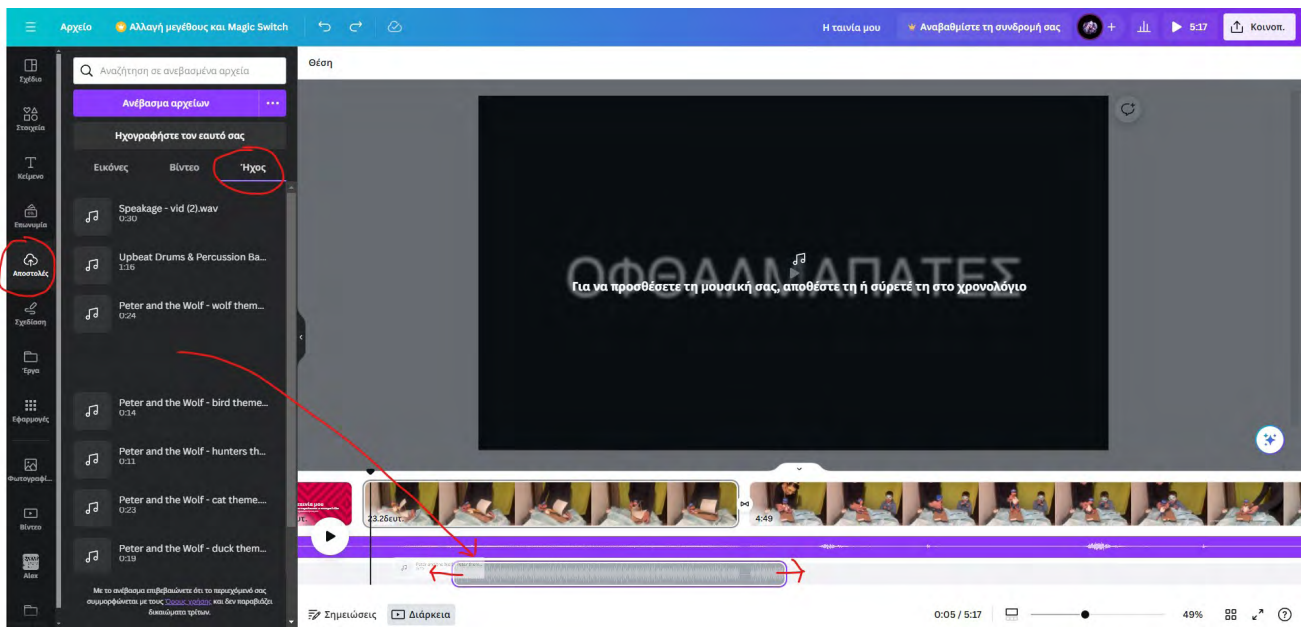 Αρχείο
Αλλαγή μεγέθους και Magic Switch
Η ταινία μου
Αναβαθμίστε τη συνδρομή σας
5:17
Κοινοπ.
Σχέδιο
Στοιχεία
Κείμενο
Επωνυμία
Αποστολές
Σχεδίαση
Έργα
Εφαρμογές
Φωτογραφί...
Βίντεο
Alex
Αναζήτηση σε ανεβασμένα αρχεία
Ανέβασμα αρχείων
Ηχογραφήστε τον εαυτό σας
Εικόνες Βίντεο Ήχος
Speakage - vid (2).wav
0:30
Upbeat Drums & Percussion Ba...
1:16
Peter and the Wolf - wolf them...
0:24
Peter and the Wolf - bird theme...
0:14
Peter and the Wolf - hunters th...
0:11
Peter and the Wolf - cat theme....
0:23
Peter and the Wolf - duck them...
0:19
Με το ανέβασμα επιβεβαιώνετε ότι το περιεχόμενό σας
συμμορφώνεται με τους Όρους χρήσης και δεν παραβιάζει
δικαιώματα τρίτων.
Θέση
ΟΦΘΑΛΜΑΠΑΤΕΣ
Για να προσθέσετε τη μουσική σας, αποθέστε τη ή σύρετέ τη στο χρονολόγιο
23.2δευτ.
4:49
Σημειώσεις
Διάρκεια
0:05 / 5:17
49%